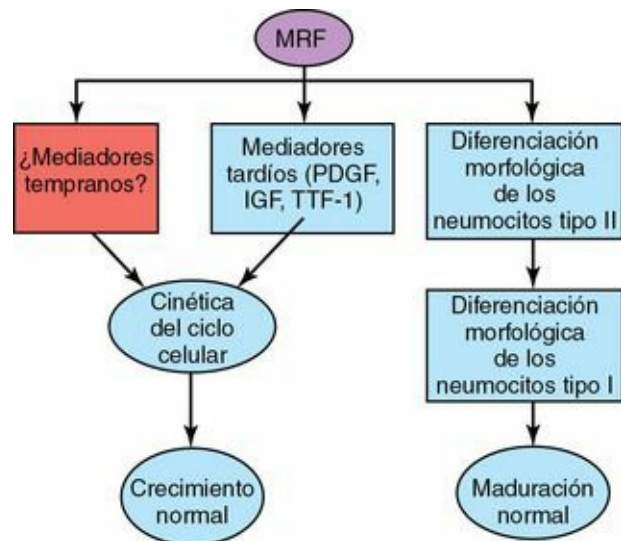 MRF
¿Mediadores
tempranos?
Mediadores
tardíos (PDGF,
IGF, TTF-1)
Diferenciación
morfológica
de los
neumocitos tipo II
Cinética
del ciclo
celular
Diferenciación
morfológica
de los
neumocitos tipo I
Crecimiento
normal
Maduración
normal